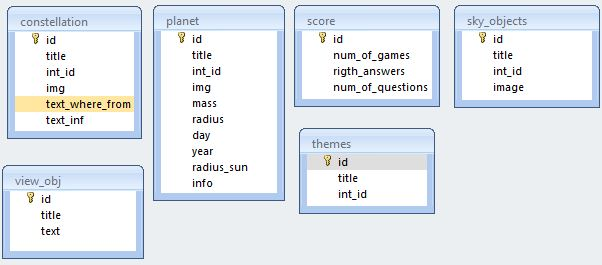 constellation
id
title
int_id
img
text_where_from
text_inf
planet
id
title
int_id
img
mass
radius
day
year
radius_sun
info
score
id
num_of_games
rigth_answers
num_of_questions
sky_objects
id
title
int_id
image
view_obj
id
title
text
themes
id
title
int_id